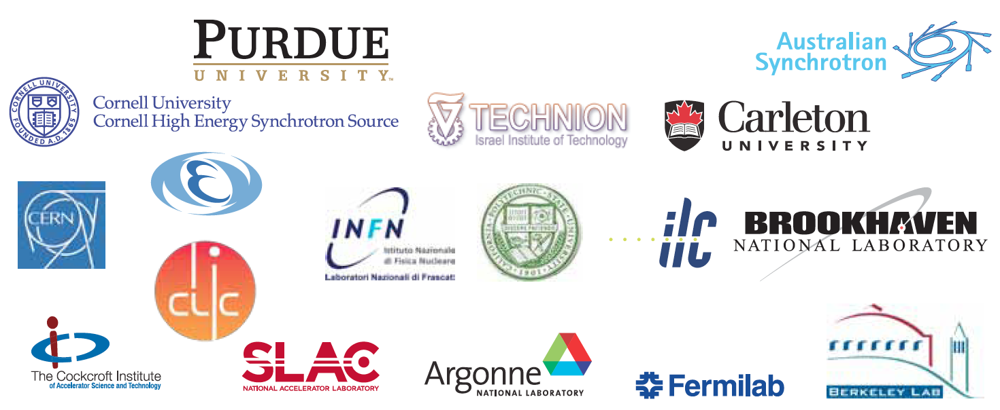 PURDUE
UNIVERSITY™
Australian
Synchrotron
CORNELL UNIVERSITY
FOUNDED A.D. 1865
Cornell University
Cornell High Energy Synchrotron Source
TECHNION
Israel Institute of Technology
Carleton
UNIVERSITY
CERN
INFN
Istituto Nazionale
di Fisica Nucleare
Laboratori Nazionali di Frascati
CALIFORNIA POLYTECHNIC STATE UNIVERSITY
1901
ilc
BROOKHAVEN
NATIONAL LABORATORY
clic
The Cockcroft Institute
of Accelerator Science and Technology
SLAC
NATIONAL ACCELERATOR LABORATORY
Argonne
NATIONAL LABORATORY
Fermilab
BERKELEY LAB